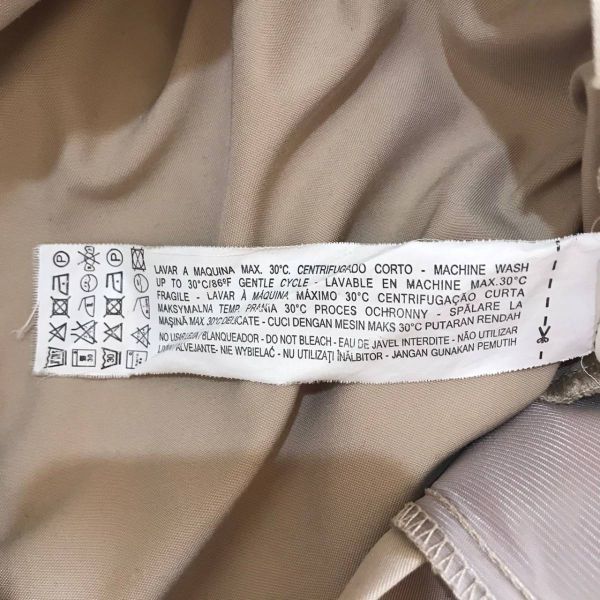 LAVAR A MAQUINA MAX. 30°C. CENTRIFUGADO CORTO - MACHINE WASH
UP TO 30°C/86ºF GENTLE CYCLE - LAVABLE EN MACHINE MAX.30°C
FRAGILE - LAVAR À MÁQUINA MÁXIMO 30°C CENTRIFUGAÇÃO CURTA
MAKSYMALNA TEMP. PRANIA 30°C PROCES OCHRONNY - SPĂLARE LA
MAŞINĂ MAX. 30°C DELICATE - CUCI DENGAN MESIN MAKS 30°C PUTARAN RENDAH
NO USAR BLANQUEADOR - DO NOT BLEACH - EAU DE JAVEL INTERDITE - NÃO UTILIZAR
ALVEJANTE- NIE WYBIELAĆ - NU UTILIZAȚI ÎNĂLBITOR - JANGAN GUNAKAN PEMUTIH